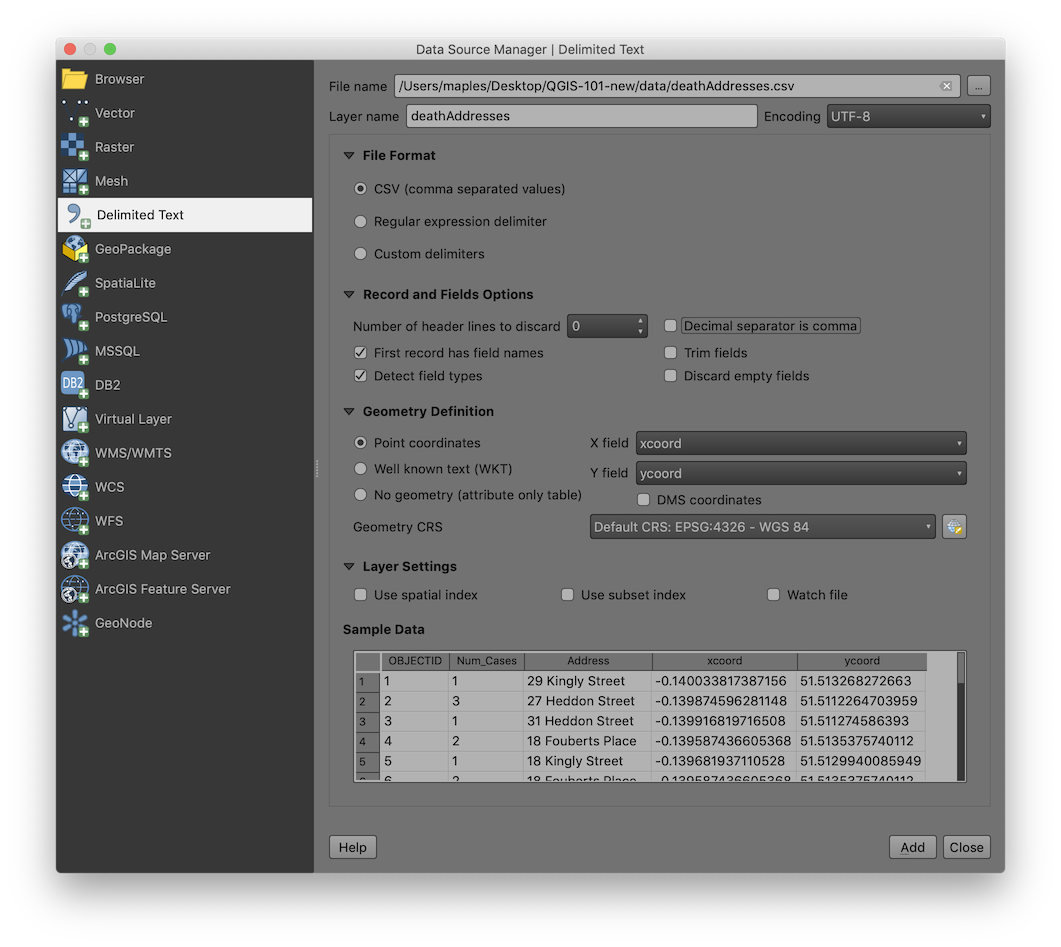 Data Source Manager | Delimited Text
Browser
Vector
Raster
Mesh
Delimited Text
GeoPackage
SpatiaLite
PostgreSQL
MSSQL
DB2
DB2
Virtual Layer
WMS/WMTS
WCS
WFS
ArcGIS Map Server
ArcGIS Feature Server
GeoNode
File name /Users/maples/Desktop/QGIS-101-new/data/deathAddresses.csv ...
Layer name deathAddresses Encoding UTF-8
File Format
CSV (comma separated values)
Regular expression delimiter
Custom delimiters
Record and Fields Options
Number of header lines to discard 0 Decimal separator is comma
First record has field names Trim fields
Detect field types Discard empty fields
Geometry Definition
Point coordinates X field xcoord
Well known text (WKT) Y field ycoord
No geometry (attribute only table) DMS coordinates
Geometry CRS Default CRS: EPSG:4326 - WGS 84
Layer Settings
Use spatial index Use subset index Watch file
Sample Data
OBJECTID Num_Cases Address xcoord ycoord
1 1 1 29 Kingly Street -0.140033817387156 51.513268272663
2 2 3 27 Heddon Street -0.139874596281148 51.5112264703959
3 3 1 31 Heddon Street -0.139916819716508 51.511274586393
4 4 2 18 Fouberts Place -0.139587436605368 51.5135375740112
5 5 1 18 Kingly Street -0.139681937110528 51.5129940085949
6 6 2 18 Fouberts Place -0.139587436605368 51.5135375740112
Help Add Close